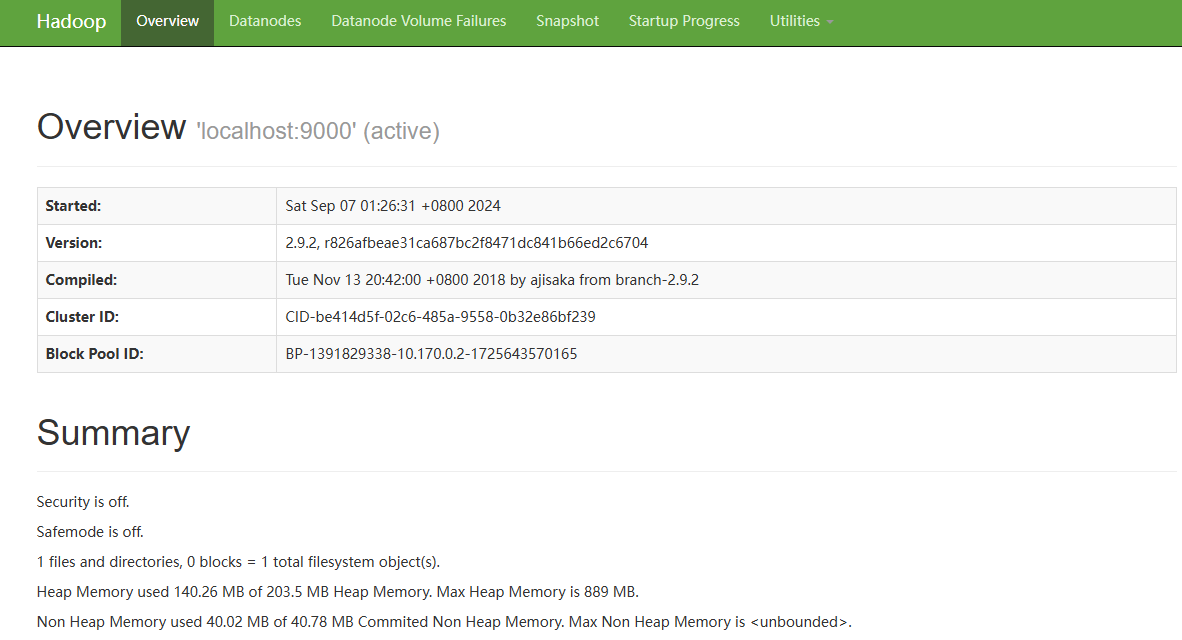 Hadoop Overview Datanodes Datanode Volume Failures Snapshot Startup Progress Utilities
Overview 'localhost:9000' (active)
Started: Sat Sep 07 01:26:31 +0800 2024
Version: 2.9.2, r826afbeae31ca687bc2f8471dc841b66ed2c6704
Compiled: Tue Nov 13 20:42:00 +0800 2018 by ajisaka from branch-2.9.2
Cluster ID: CID-be414d5f-02c6-485a-9558-0b32e86bf239
Block Pool ID: BP-1391829338-10.170.0.2-1725643570165
Summary
Security is off.
Safemode is off.
1 files and directories, 0 blocks = 1 total filesystem object(s).
Heap Memory used 140.26 MB of 203.5 MB Heap Memory. Max Heap Memory is 889 MB.
Non Heap Memory used 40.02 MB of 40.78 MB Commited Non Heap Memory. Max Non Heap Memory is <unbounded>.